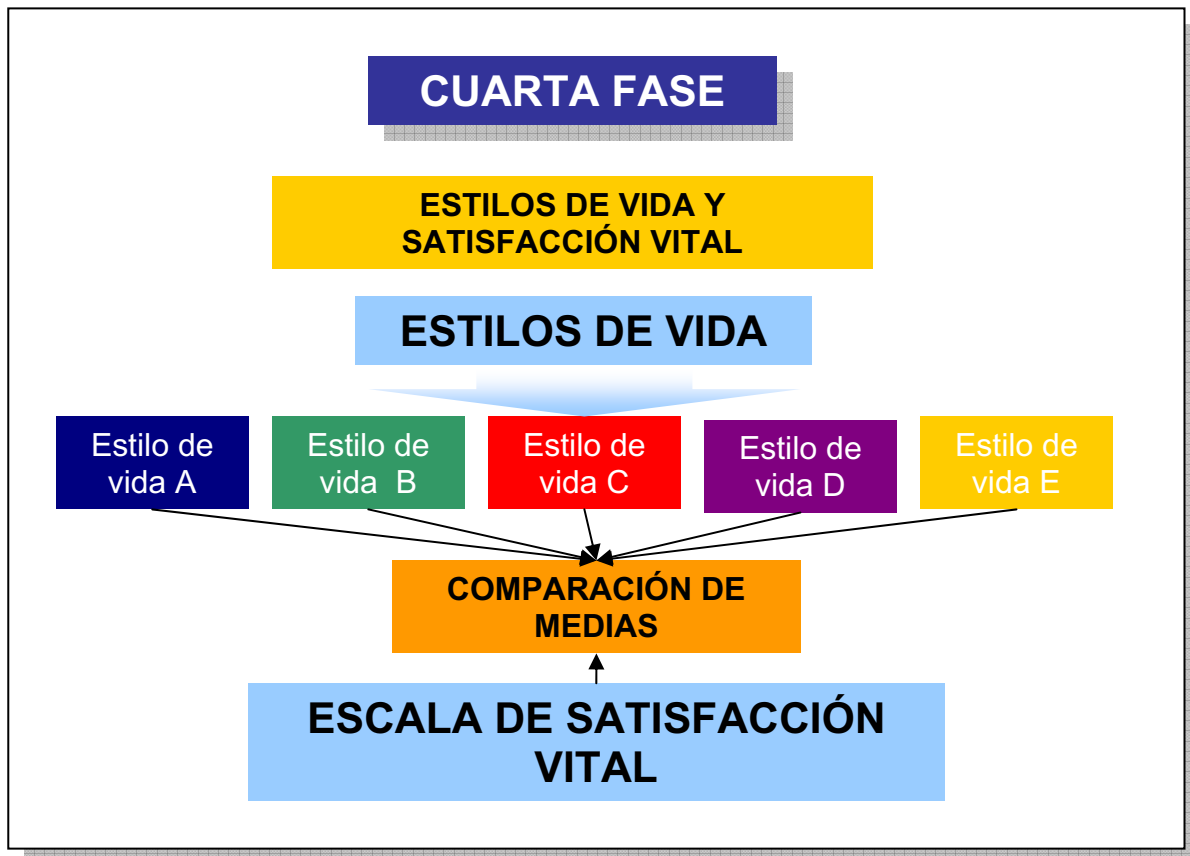 CUARTA FASE
ESTILOS DE VIDA Y
SATISFACCIÓN VITAL
ESTILOS DE VIDA
Estilo de
vida A
Estilo de
vida B
Estilo de
vida C
Estilo de
vida D
Estilo de
vida E
COMPARACIÓN DE
MEDIAS
ESCALA DE SATISFACCIÓN
VITAL